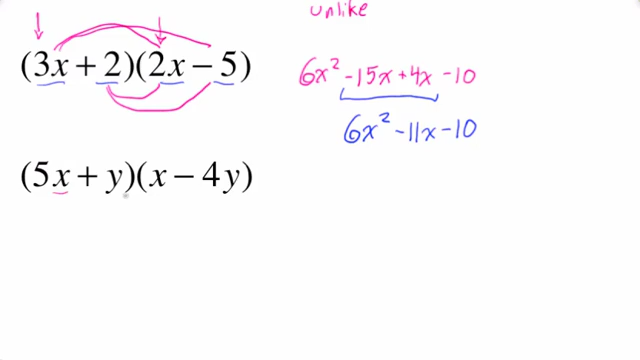 unlike
(3x + 2)(2x − 5)
6x² -15x+4x -10
6x² -11x -10
(5x + y)(x − 4y)